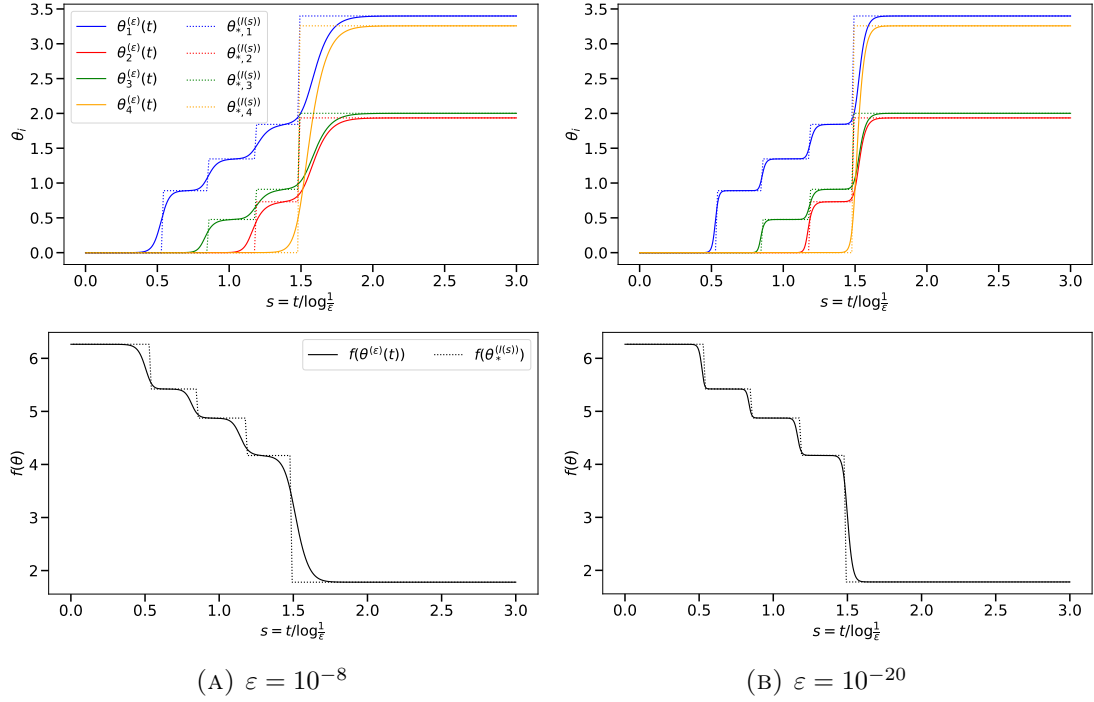 3.5
3.0
2.5
2.0
1.5
1.0
0.5
0.0
θ_i
θ_1^{(ε)}(t) θ_{*,1}^{(I(s))}
θ_2^{(ε)}(t) θ_{*,2}^{(I(s))}
θ_3^{(ε)}(t) θ_{*,3}^{(I(s))}
θ_4^{(ε)}(t) θ_{*,4}^{(I(s))}
0.0 0.5 1.0 1.5 2.0 2.5 3.0
s = t/log 1/ε
3.5
3.0
2.5
2.0
1.5
1.0
0.5
0.0
θ_i
0.0 0.5 1.0 1.5 2.0 2.5 3.0
s = t/log 1/ε
6
5
4
3
2
f(θ)
f(θ^{(ε)}(t)) f(θ_*^{(I(s))})
0.0 0.5 1.0 1.5 2.0 2.5 3.0
s = t/log 1/ε
6
5
4
3
2
f(θ)
0.0 0.5 1.0 1.5 2.0 2.5 3.0
s = t/log 1/ε
(A) ε = 10^{−8}
(B) ε = 10^{−20}